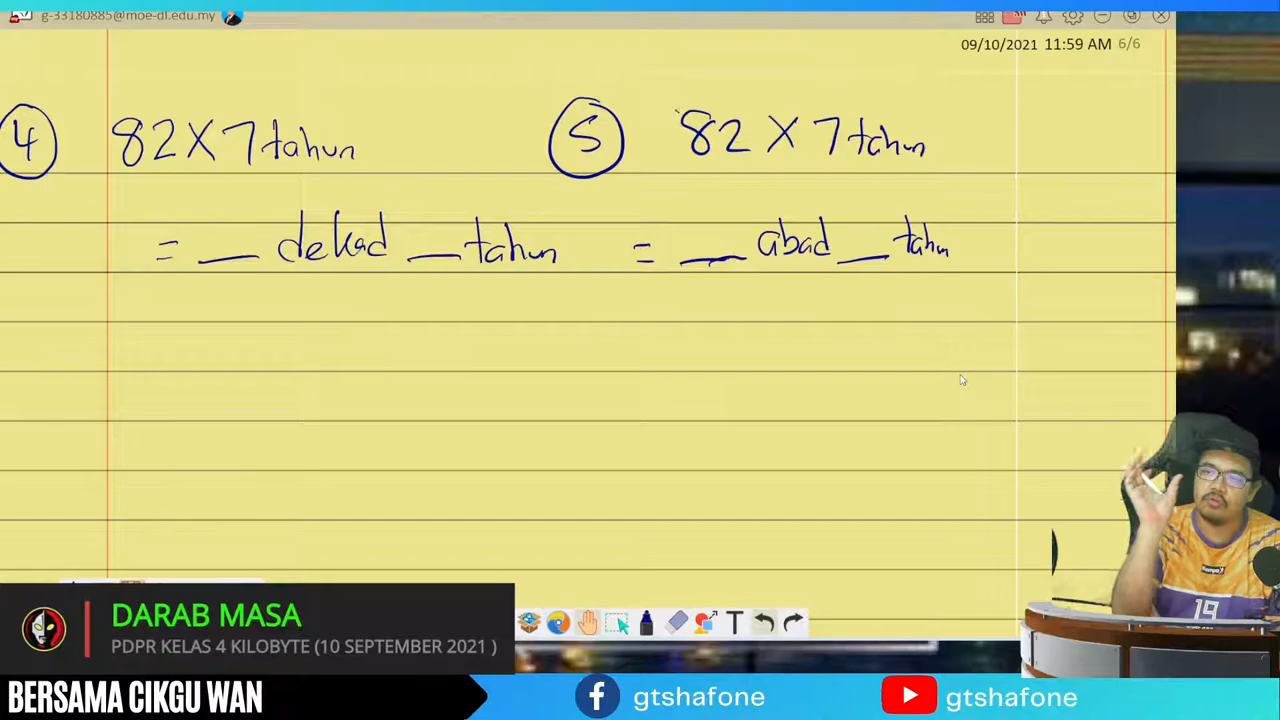 g-33180885@moe-dl.edu.my
09/10/2021 11:59 AM 6/6
4 82 X 7 tahun
= __ dekad __ tahun
5 82 X 7 tahun
= __ abad __ tahun
T
19
DARAB MASA
PDPR KELAS 4 KILOBYTE (10 SEPTEMBER 2021 )
BERSAMA CIKGU WAN
gtshafone
gtshafone